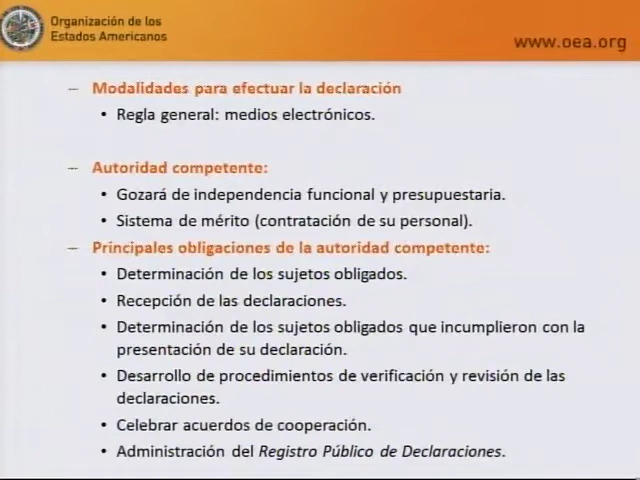 Organización de los
Estados Americanos
www.oea.org
– Modalidades para efectuar la declaración
• Regla general: medios electrónicos.
– Autoridad competente:
• Gozará de independencia funcional y presupuestaria.
• Sistema de mérito (contratación de su personal).
– Principales obligaciones de la autoridad competente:
• Determinación de los sujetos obligados.
• Recepción de las declaraciones.
• Determinación de los sujetos obligados que incumplieron con la
presentación de su declaración.
• Desarrollo de procedimientos de verificación y revisión de las
declaraciones.
• Celebrar acuerdos de cooperación.
• Administración del Registro Público de Declaraciones.